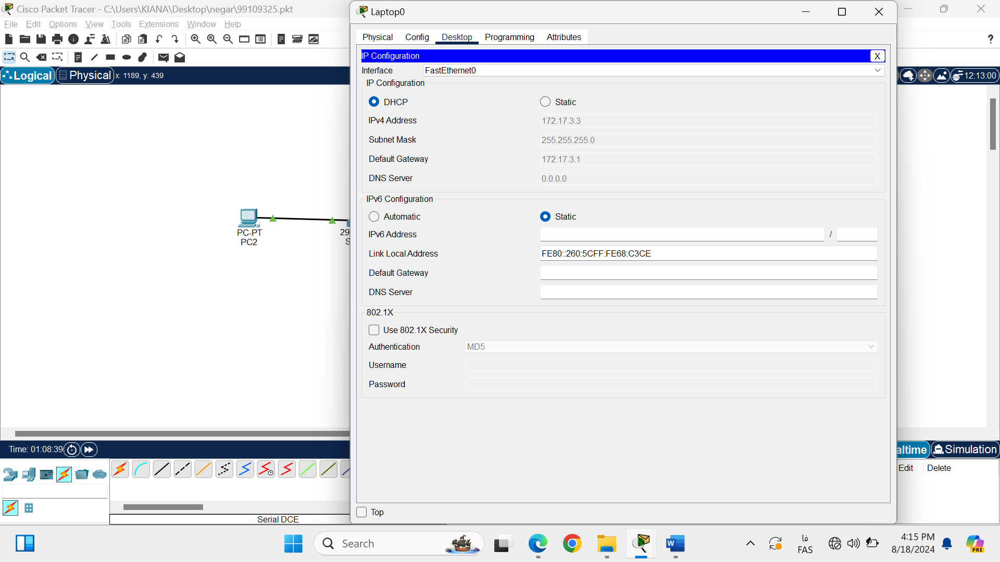 Cisco Packet Tracer - C:\Users\KIANA\Desktop\negar\99109325.pkt
File Edit Options View Tools Extensions Window Help
?
Logical Physical x: 1189, y: 439
12:13:00
PC-PT
PC2
29
S
Time: 01:08:39
altime Simulation
Edit Delete
Serial DCE
Laptop0
Physical Config Desktop Programming Attributes
IP Configuration X
Interface FastEthernet0
IP Configuration
DHCP Static
IPv4 Address 172.17.3.3
Subnet Mask 255.255.255.0
Default Gateway 172.17.3.1
DNS Server 0.0.0.0
IPv6 Configuration
Automatic Static
IPv6 Address /
Link Local Address FE80::260:5CFF:FE68:C3CE
Default Gateway
DNS Server
802.1X
Use 802.1X Security
Authentication MD5
Username
Password
Top
Search
فا
FAS
4:15 PM
8/18/2024
PRE